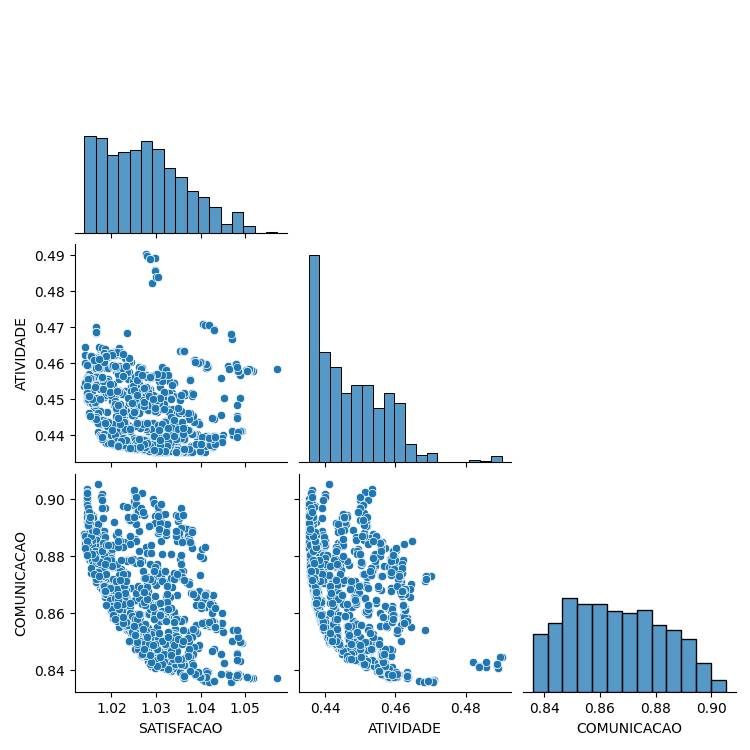 0.49
0.48
0.47
0.46
0.45
0.44
ATIVIDADE
0.90
0.88
0.86
0.84
COMUNICACAO
1.02 1.03 1.04 1.05
SATISFACAO
0.44 0.46 0.48
ATIVIDADE
0.84 0.86 0.88 0.90
COMUNICACAO